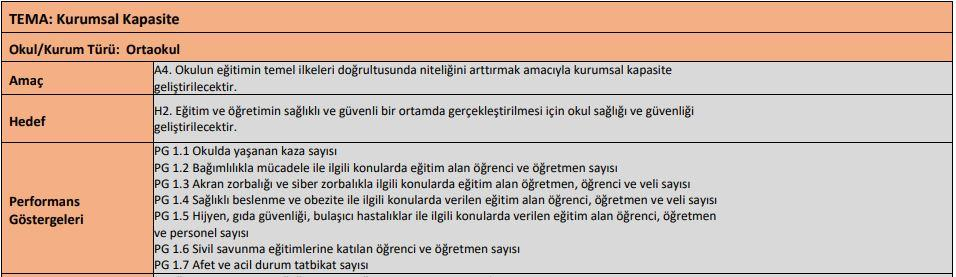 TEMA: Kurumsal Kapasite
Okul/Kurum Türü: Ortaokul
Amaç
A4. Okulun eğitimin temel ilkeleri doğrultusunda niteliğini arttırmak amacıyla kurumsal kapasite
geliştirilecektir.
Hedef
H2. Eğitim ve öğretimin sağlıklı ve güvenli bir ortamda gerçekleştirilmesi için okul sağlığı ve güvenliği
geliştirilecektir.
Performans
Göstergeleri
PG 1.1 Okulda yaşanan kaza sayısı
PG 1.2 Bağımlılıkla mücadele ile ilgili konularda eğitim alan öğrenci ve öğretmen sayısı
PG 1.3 Akran zorbalığı ve siber zorbalıkla ilgili konularda eğitim alan öğretmen, öğrenci ve veli sayısı
PG 1.4 Sağlıklı beslenme ve obezite ile ilgili konularda verilen eğitim alan öğrenci, öğretmen ve veli sayısı
PG 1.5 Hijyen, gıda güvenliği, bulaşıcı hastalıklar ile ilgili konularda verilen eğitim alan öğrenci, öğretmen
ve personel sayısı
PG 1.6 Sivil savunma eğitimlerine katılan öğrenci ve öğretmen sayısı
PG 1.7 Afet ve acil durum tatbikat sayısı